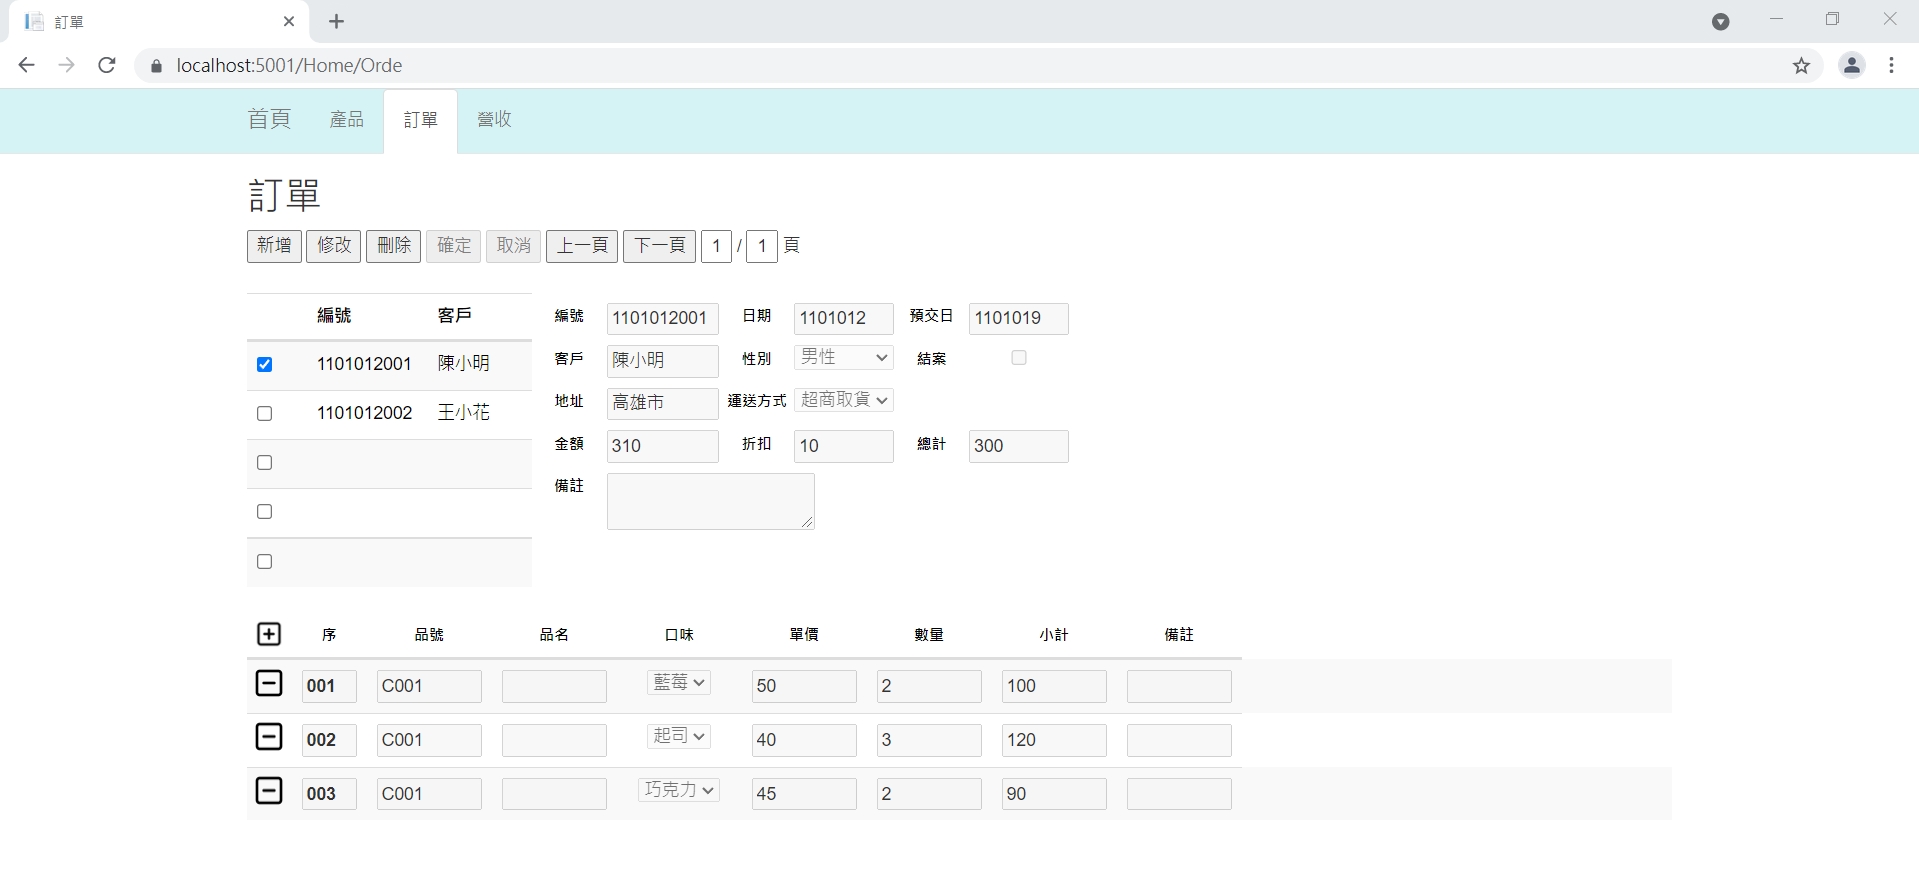 訂單
localhost:5001/Home/Orde
首頁 產品 訂單 營收
訂單
新增 修改 刪除 確定 取消 上一頁 下一頁 1 / 1 頁
編號 客戶
1101012001 陳小明
1101012002 王小花
編號 1101012001 日期 1101012 預交日 1101019
客戶 陳小明 性別 男性 結案
地址 高雄市 運送方式 超商取貨
金額 310 折扣 10 總計 300
備註
序 品號 品名 口味 單價 數量 小計 備註
001 C001 藍莓 50 2 100
002 C001 起司 40 3 120
003 C001 巧克力 45 2 90